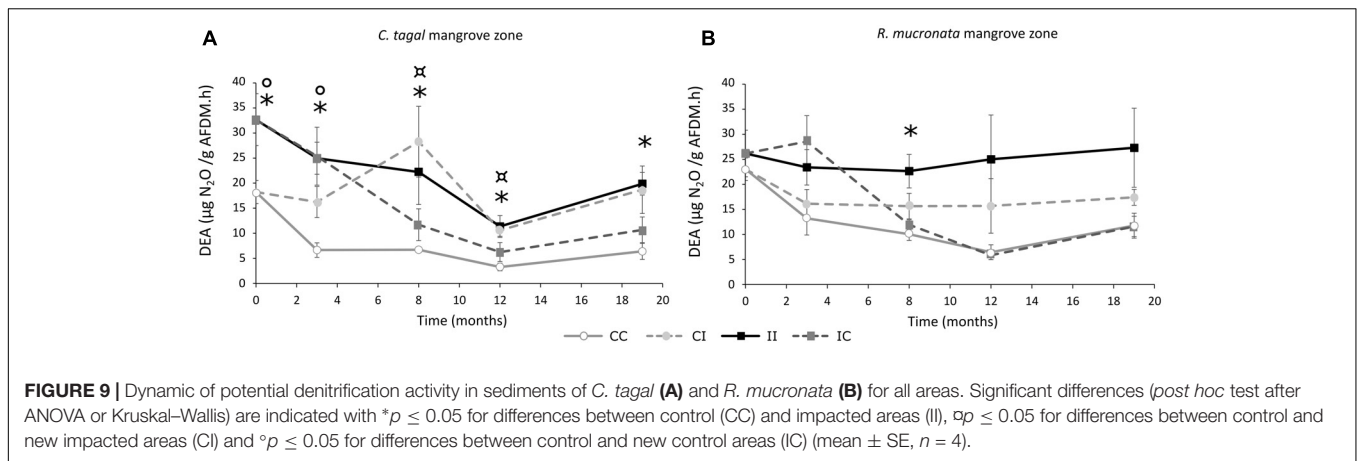 A
C. tagal mangrove zone
DEA (µg N₂O /g AFDM.h)
40
35
30
25
20
15
10
5
0
0 2 4 6 8 10 12 14 16 18 20
Time (months)
B
R. mucronata mangrove zone
DEA (µg N₂O /g AFDM.h)
40
35
30
25
20
15
10
5
0
0 2 4 6 8 10 12 14 16 18 20
Time (months)
CC CI II IC
FIGURE 9 | Dynamic of potential denitrification activity in sediments of C. tagal (A) and R. mucronata (B) for all areas. Significant differences (post hoc test after
ANOVA or Kruskal–Wallis) are indicated with *p ≤ 0.05 for differences between control (CC) and impacted areas (II), ¤p ≤ 0.05 for differences between control and
new impacted areas (CI) and °p ≤ 0.05 for differences between control and new control areas (IC) (mean ± SE, n = 4).